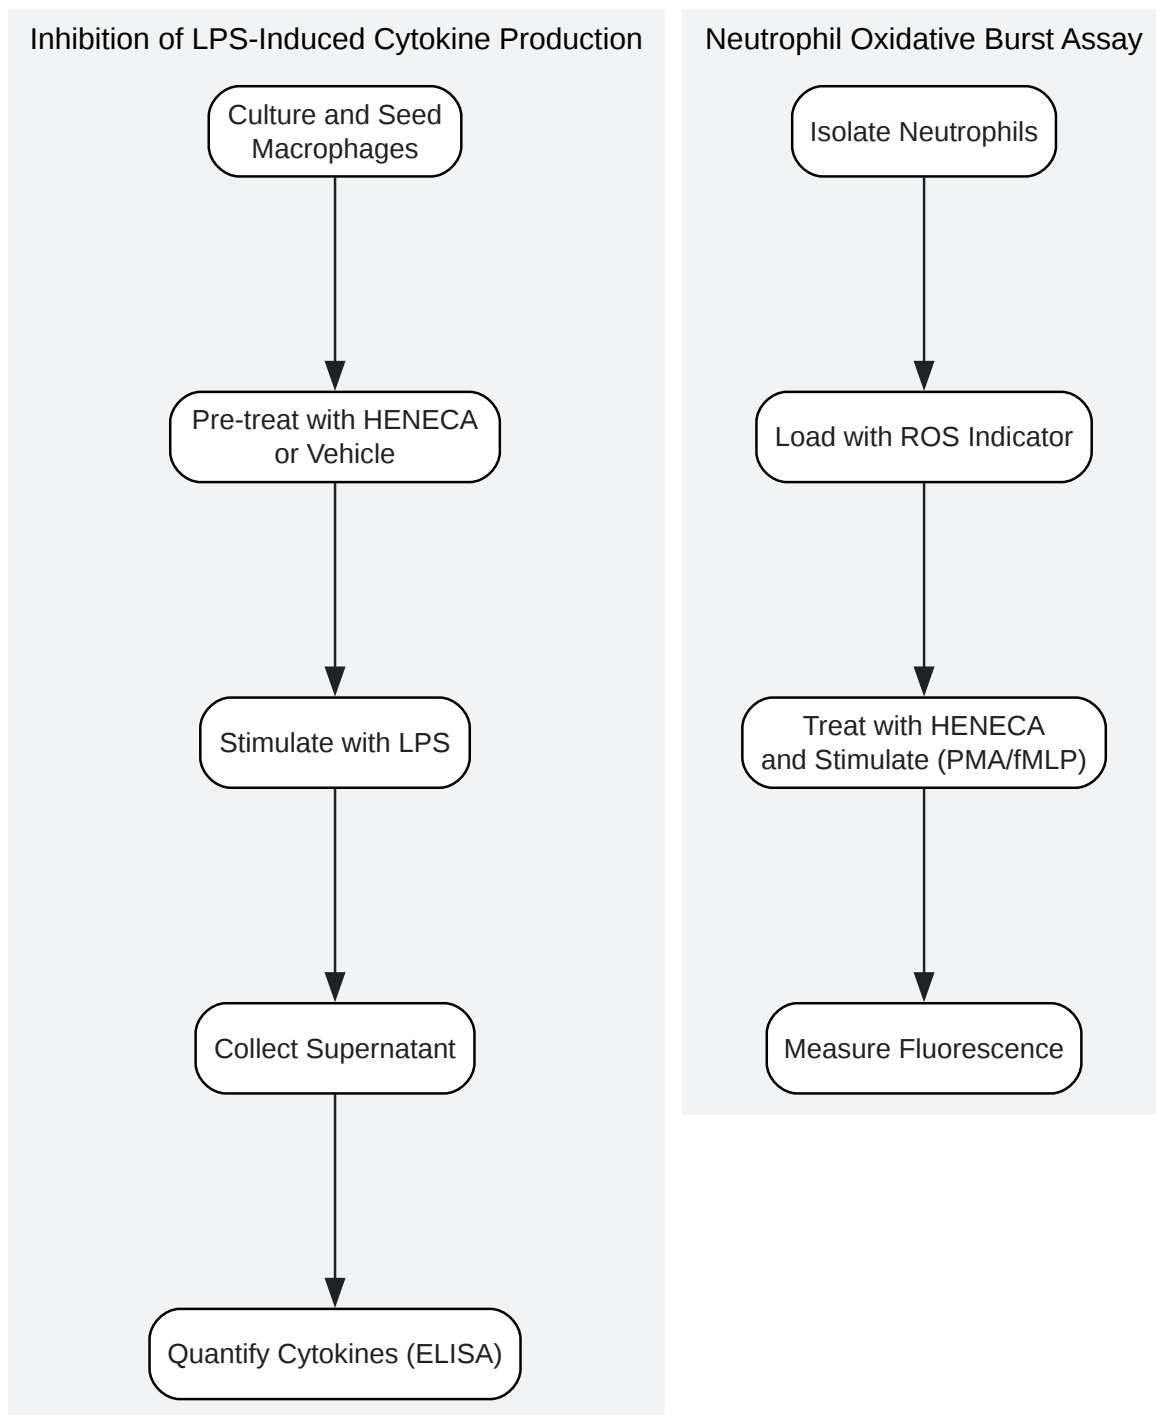 Inhibition of LPS-Induced Cytokine Production
Culture and Seed
Macrophages
Pre-treat with HENECA
or Vehicle
Stimulate with LPS
Collect Supernatant
Quantify Cytokines (ELISA)
Neutrophil Oxidative Burst Assay
Isolate Neutrophils
Load with ROS Indicator
Treat with HENECA
and Stimulate (PMA/fMLP)
Measure Fluorescence